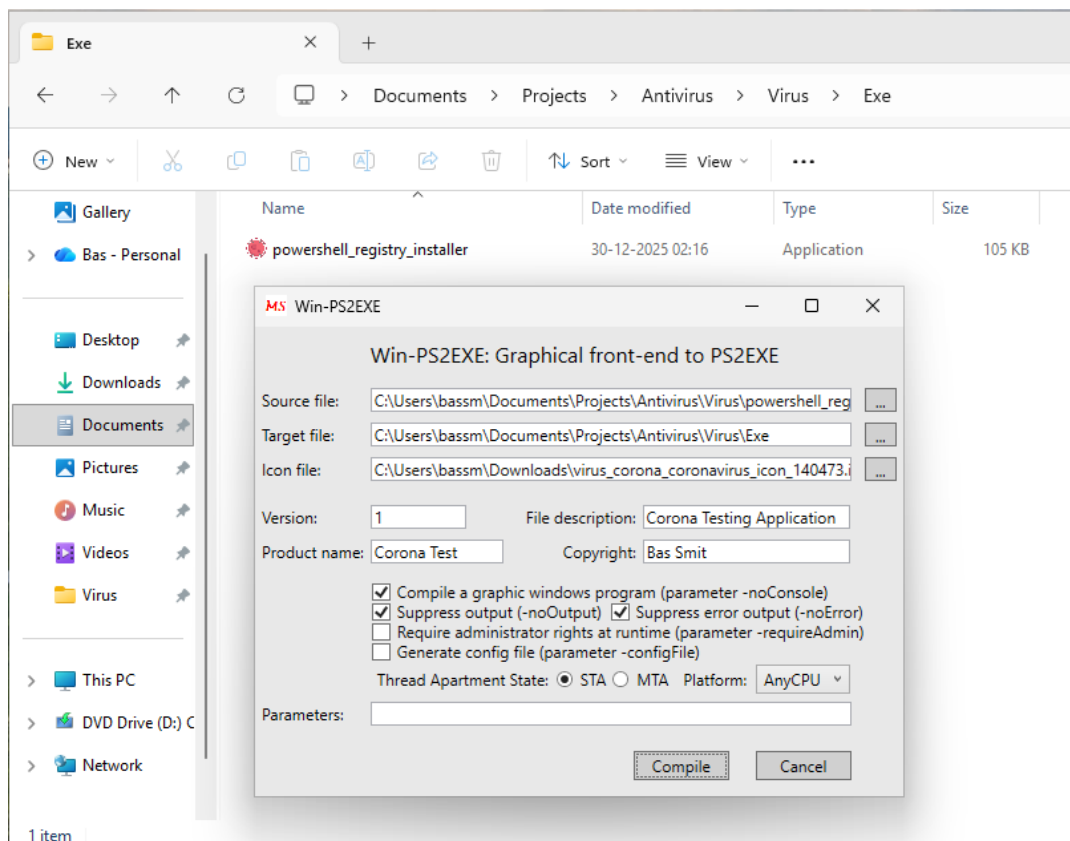 Exe
Documents > Projects > Antivirus > Virus > Exe
New Sort View ...
Name Date modified Type Size
Gallery
powershell_registry_installer 30-12-2025 02:16 Application 105 KB
Bas - Personal
Desktop
Downloads
Documents
Pictures
Music
Videos
Virus
This PC
DVD Drive (D:) C
Network
1 item
MS Win-PS2EXE
Win-PS2EXE: Graphical front-end to PS2EXE
Source file: C:\Users\bassm\Documents\Projects\Antivirus\Virus\powershell_reg ...
Target file: C:\Users\bassm\Documents\Projects\Antivirus\Virus\Exe ...
Icon file: C:\Users\bassm\Downloads\virus_corona_coronavirus_icon_140473.i ...
Version: 1 File description: Corona Testing Application
Product name: Corona Test Copyright: Bas Smit
Compile a graphic windows program (parameter -noConsole)
Suppress output (-noOutput) Suppress error output (-noError)
Require administrator rights at runtime (parameter -requireAdmin)
Generate config file (parameter -configFile)
Thread Apartment State: STA MTA Platform: AnyCPU
Parameters:
Compile Cancel